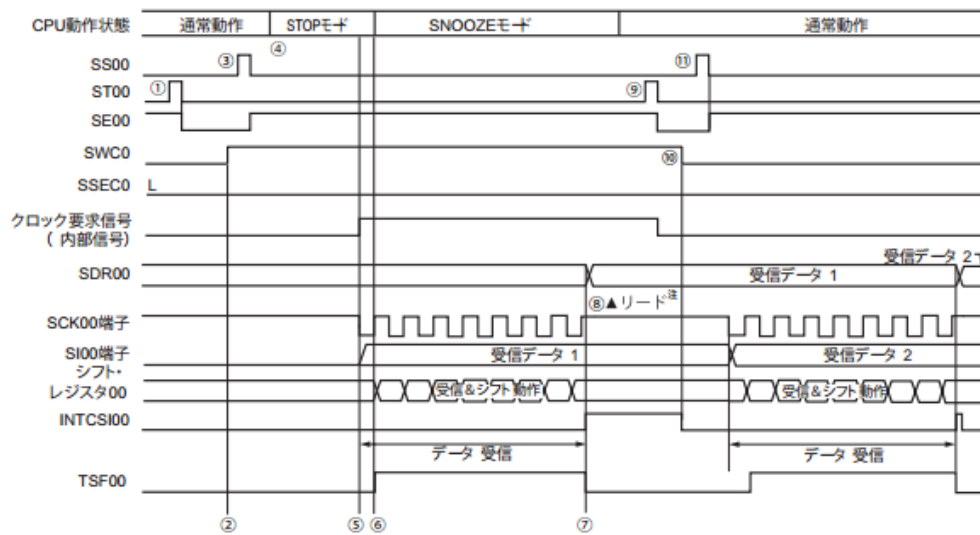 CPU動作状態 通常動作 STOPモード SNOOZEモード 通常動作
④
SS00 ③ ⑪
ST00 ① ⑨
SE00
SWC0 ⑩
SSEC0 L
クロック要求信号
( 内部信号)
受信データ 2
SDR00 受信データ 1
⑧▲リード注
SCK00端子
SI00端子 受信データ 1 受信データ 2
シフト・
レジスタ00 受信&シフト動作 受信&シフト動作
INTCSI00
データ 受信 データ 受信
TSF00
② ⑤ ⑥ ⑦